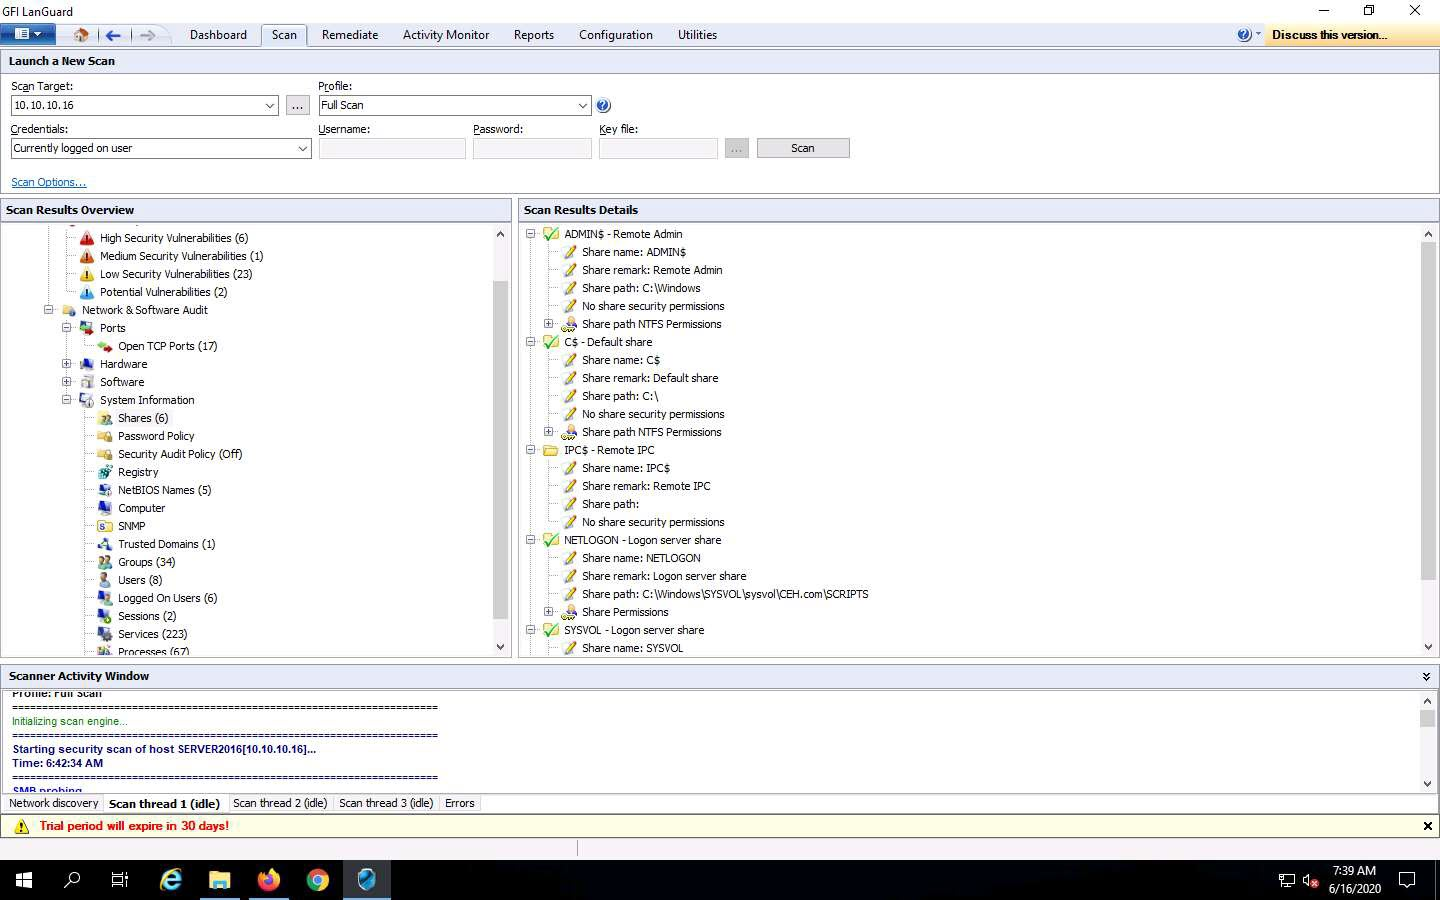 GFI LanGuard
Dashboard Scan Remediate Activity Monitor Reports Configuration Utilities Discuss this version...
Launch a New Scan
Scan Target: Profile:
10.10.10.16 ... Full Scan
Credentials: Username: Password: Key file:
Currently logged on user ... Scan
Scan Options...
Scan Results Overview
High Security Vulnerabilities (6)
Medium Security Vulnerabilities (1)
Low Security Vulnerabilities (23)
Potential Vulnerabilities (2)
Network & Software Audit
Ports
Open TCP Ports (17)
Hardware
Software
System Information
Shares (6)
Password Policy
Security Audit Policy (Off)
Registry
NetBIOS Names (5)
Computer
SNMP
Trusted Domains (1)
Groups (34)
Users (8)
Logged On Users (6)
Sessions (2)
Services (223)
Processes (67)
Scan Results Details
ADMIN$ - Remote Admin
Share name: ADMIN$
Share remark: Remote Admin
Share path: C:\Windows
No share security permissions
Share path NTFS Permissions
C$ - Default share
Share name: C$
Share remark: Default share
Share path: C:\
No share security permissions
Share path NTFS Permissions
IPC$ - Remote IPC
Share name: IPC$
Share remark: Remote IPC
Share path:
No share security permissions
NETLOGON - Logon server share
Share name: NETLOGON
Share remark: Logon server share
Share path: C:\Windows\SYSVOL\sysvol\CEH.com\SCRIPTS
Share Permissions
SYSVOL - Logon server share
Share name: SYSVOL
Scanner Activity Window
Profile: Full Scan
Initializing scan engine...
Starting security scan of host SERVER2016[10.10.10.16]...
Time: 6:42:34 AM
SMB probing
Network discovery Scan thread 1 (idle) Scan thread 2 (idle) Scan thread 3 (idle) Errors
Trial period will expire in 30 days!
7:39 AM
6/16/2020